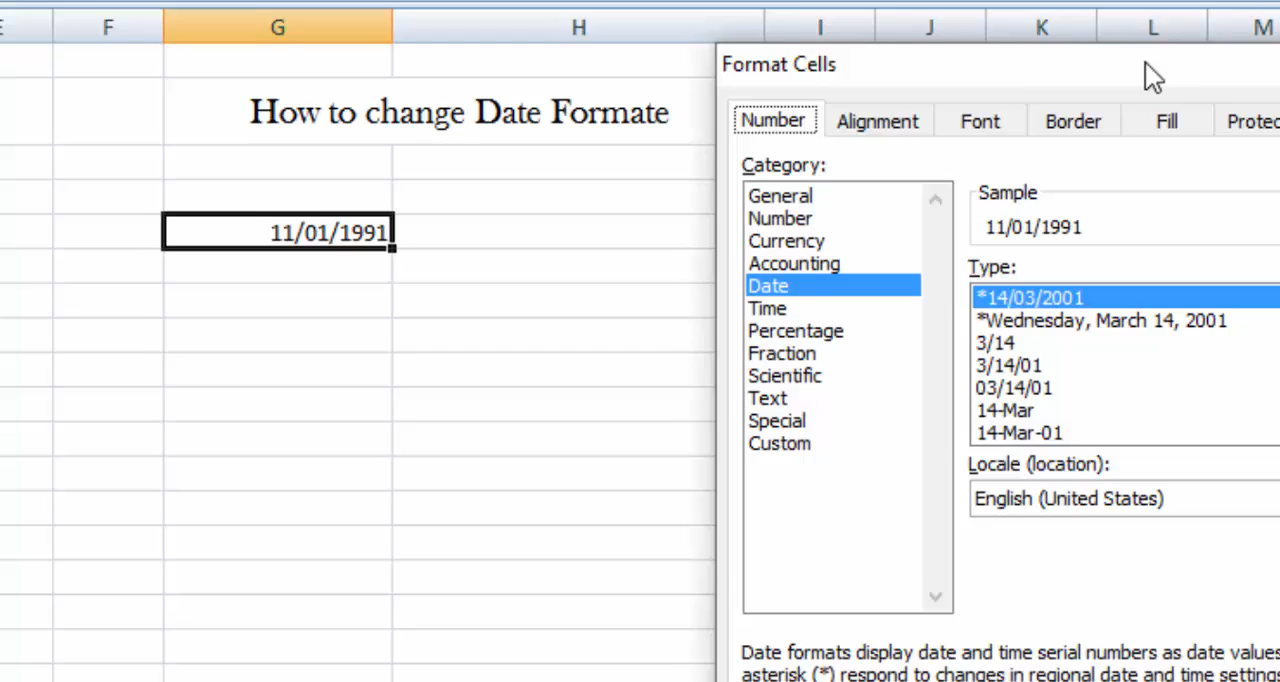 E F G H I J K L M
Format Cells
How to change Date Formate
Number Alignment Font Border Fill Protec
Category:
General
Number
Currency
Accounting
Date
Time
Percentage
Fraction
Scientific
Text
Special
Custom
Sample
11/01/1991
11/01/1991
Type:
*14/03/2001
*Wednesday, March 14, 2001
3/14
3/14/01
03/14/01
14-Mar
14-Mar-01
Locale (location):
English (United States)
Date formats display date and time serial numbers as date values
asterisk (*) respond to changes in regional date and time settings